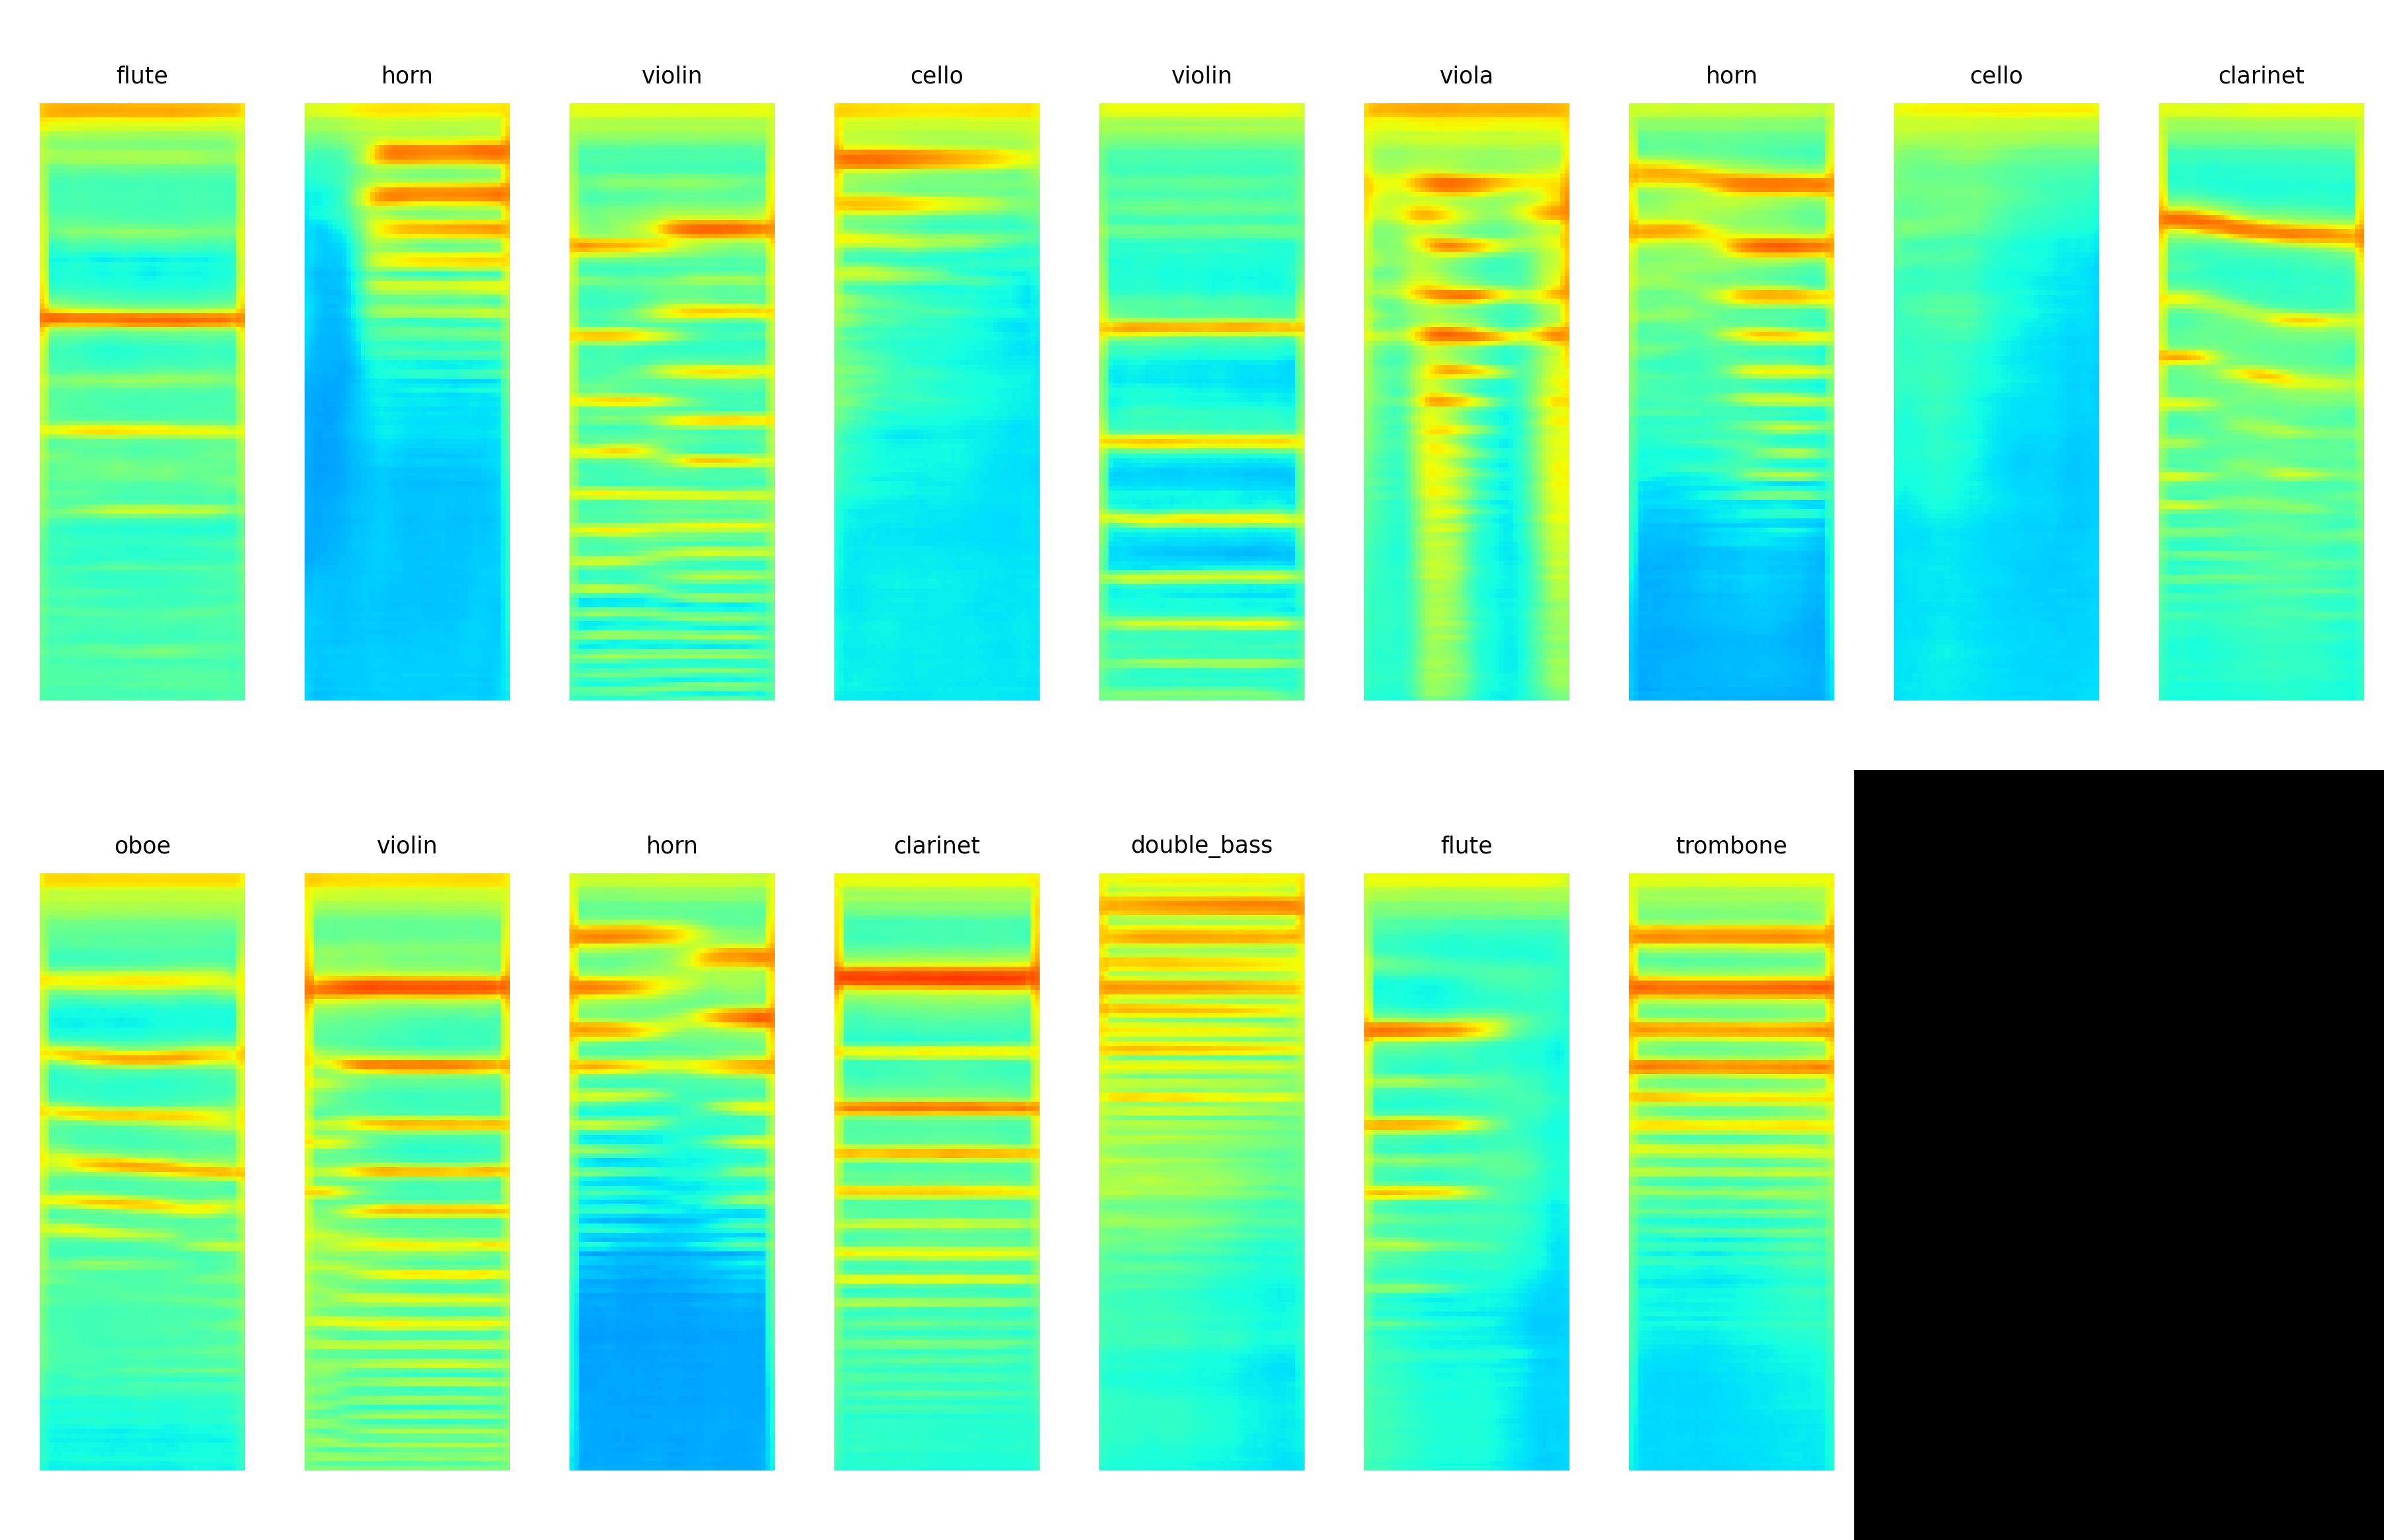 flute horn violin cello violin viola horn cello clarinet
oboe violin horn clarinet double_bass flute trombone